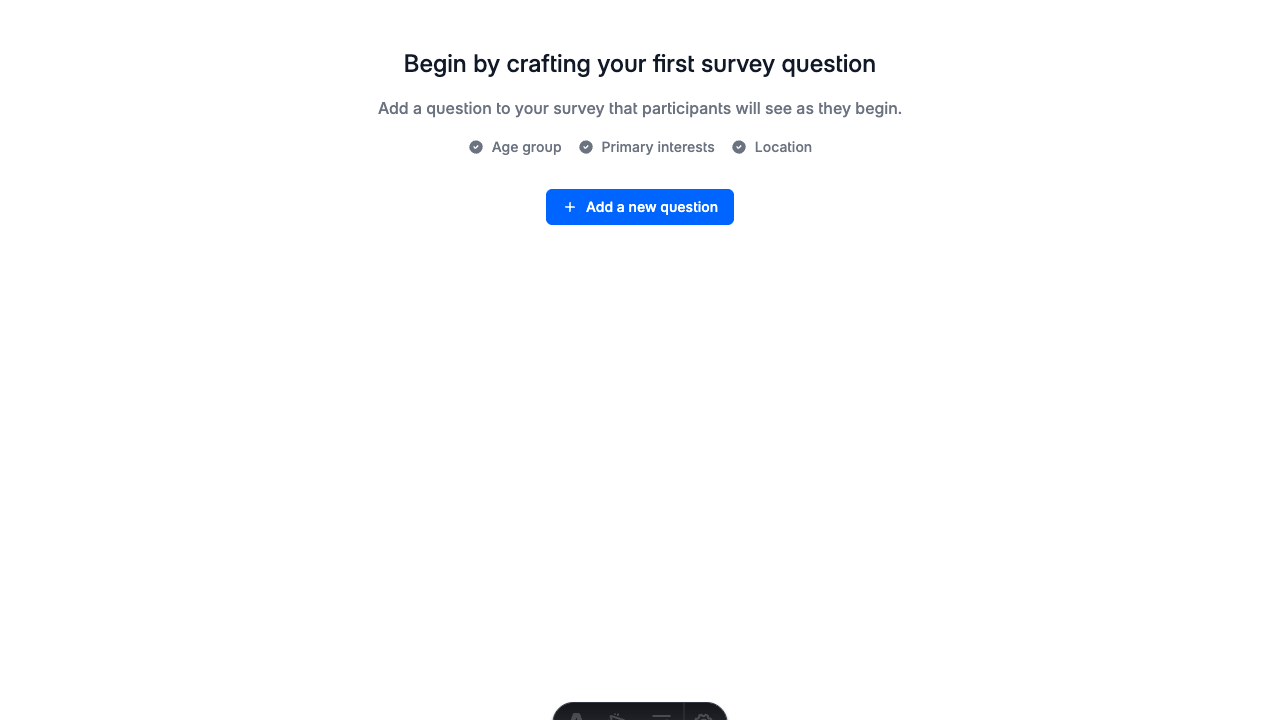 Begin by crafting your first survey question
Add a question to your survey that participants will see as they begin.
Age group
Primary interests
Location
Add a new question